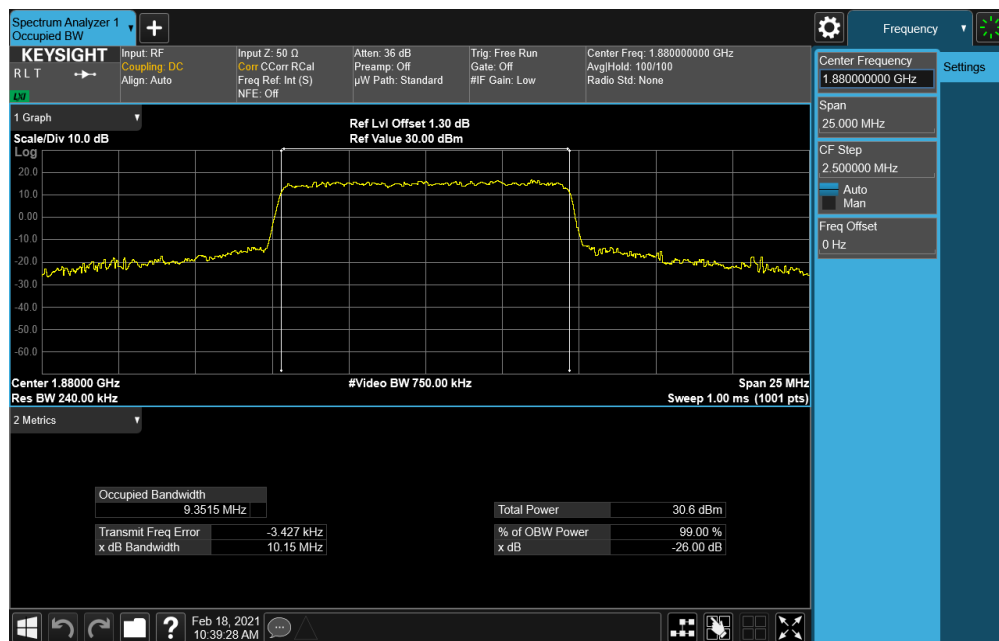 Spectrum Analyzer 1
Occupied BW
Frequency
KEYSIGHT
R L T
LXI
Input: RF
Coupling: DC
Align: Auto
Input Z: 50 Ω
Corr CCorr RCal
Freq Ref: Int (S)
NFE: Off
Atten: 36 dB
Preamp: Off
µW Path: Standard
Trig: Free Run
Gate: Off
#IF Gain: Low
Center Freq: 1.880000000 GHz
Avg|Hold: 100/100
Radio Std: None
Center Frequency
1.880000000 GHz
Settings
Span
25.000 MHz
CF Step
2.500000 MHz
Auto
Man
Freq Offset
0 Hz
1 Graph
Scale/Div 10.0 dB
Ref Lvl Offset 1.30 dB
Ref Value 30.00 dBm
Log
20.0
10.0
0.00
-10.0
-20.0
-30.0
-40.0
-50.0
-60.0
Center 1.88000 GHz
#Video BW 750.00 kHz
Span 25 MHz
Res BW 240.00 kHz
Sweep 1.00 ms (1001 pts)
2 Metrics
Occupied Bandwidth
9.3515 MHz
Total Power 30.6 dBm
Transmit Freq Error -3.427 kHz
% of OBW Power 99.00 %
x dB Bandwidth 10.15 MHz
x dB -26.00 dB
Feb 18, 2021
10:39:28 AM